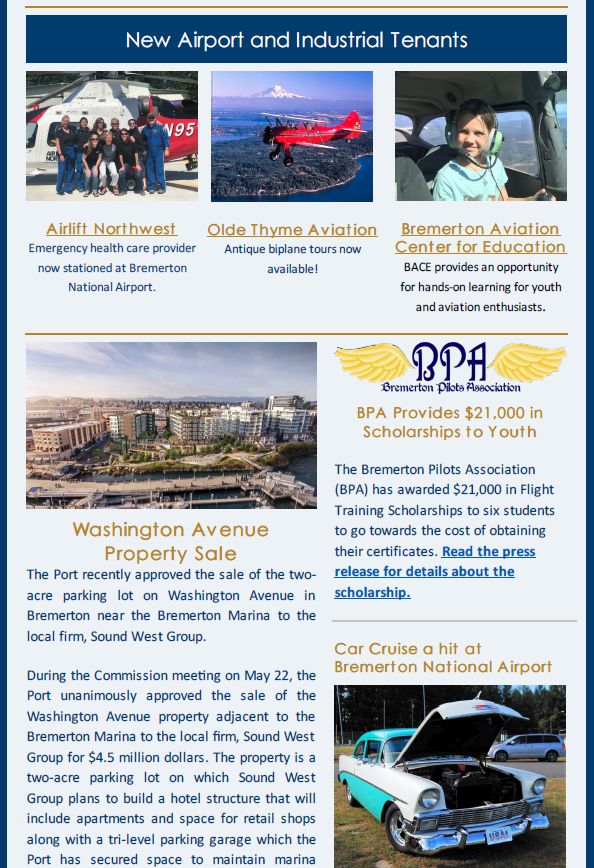 New Airport and Industrial Tenants
N95
Airlift Northwest
Emergency health care provider
now stationed at Bremerton
National Airport.
Olde Thyme Aviation
Antique biplane tours now
available!
Bremerton Aviation
Center for Education
BACE provides an opportunity
for hands-on learning for youth
and aviation enthusiasts.
Washington Avenue
Property Sale
The Port recently approved the sale of the two-
acre parking lot on Washington Avenue in
Bremerton near the Bremerton Marina to the
local firm, Sound West Group.
During the Commission meeting on May 22, the
Port unanimously approved the sale of the
Washington Avenue property adjacent to the
Bremerton Marina to the local firm, Sound West
Group for $4.5 million dollars. The property is a
two-acre parking lot on which Sound West
Group plans to build a hotel structure that will
include apartments and space for retail shops
along with a tri-level parking garage which the
Port has secured space to maintain marina
BPA
Bremerton Pilots Association
BPA Provides $21,000 in
Scholarships to Youth
The Bremerton Pilots Association
(BPA) has awarded $21,000 in Flight
Training Scholarships to six students
to go towards the cost of obtaining
their certificates. Read the press
release for details about the
scholarship.
Car Cruise a hit at
Bremerton National Airport